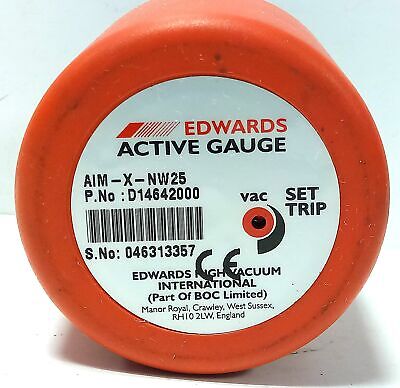 EDWARDS
ACTIVE GAUGE
AIM-X-NW25
P.No:D14642000
vac
SET
TRIP
S.No: 046313357
CE
EDWARDS HIGH VACUUM
INTERNATIONAL
(Part Of BOC Limited)
Manor Royal, Crawley, West Sussex,
RH10 2LW, England